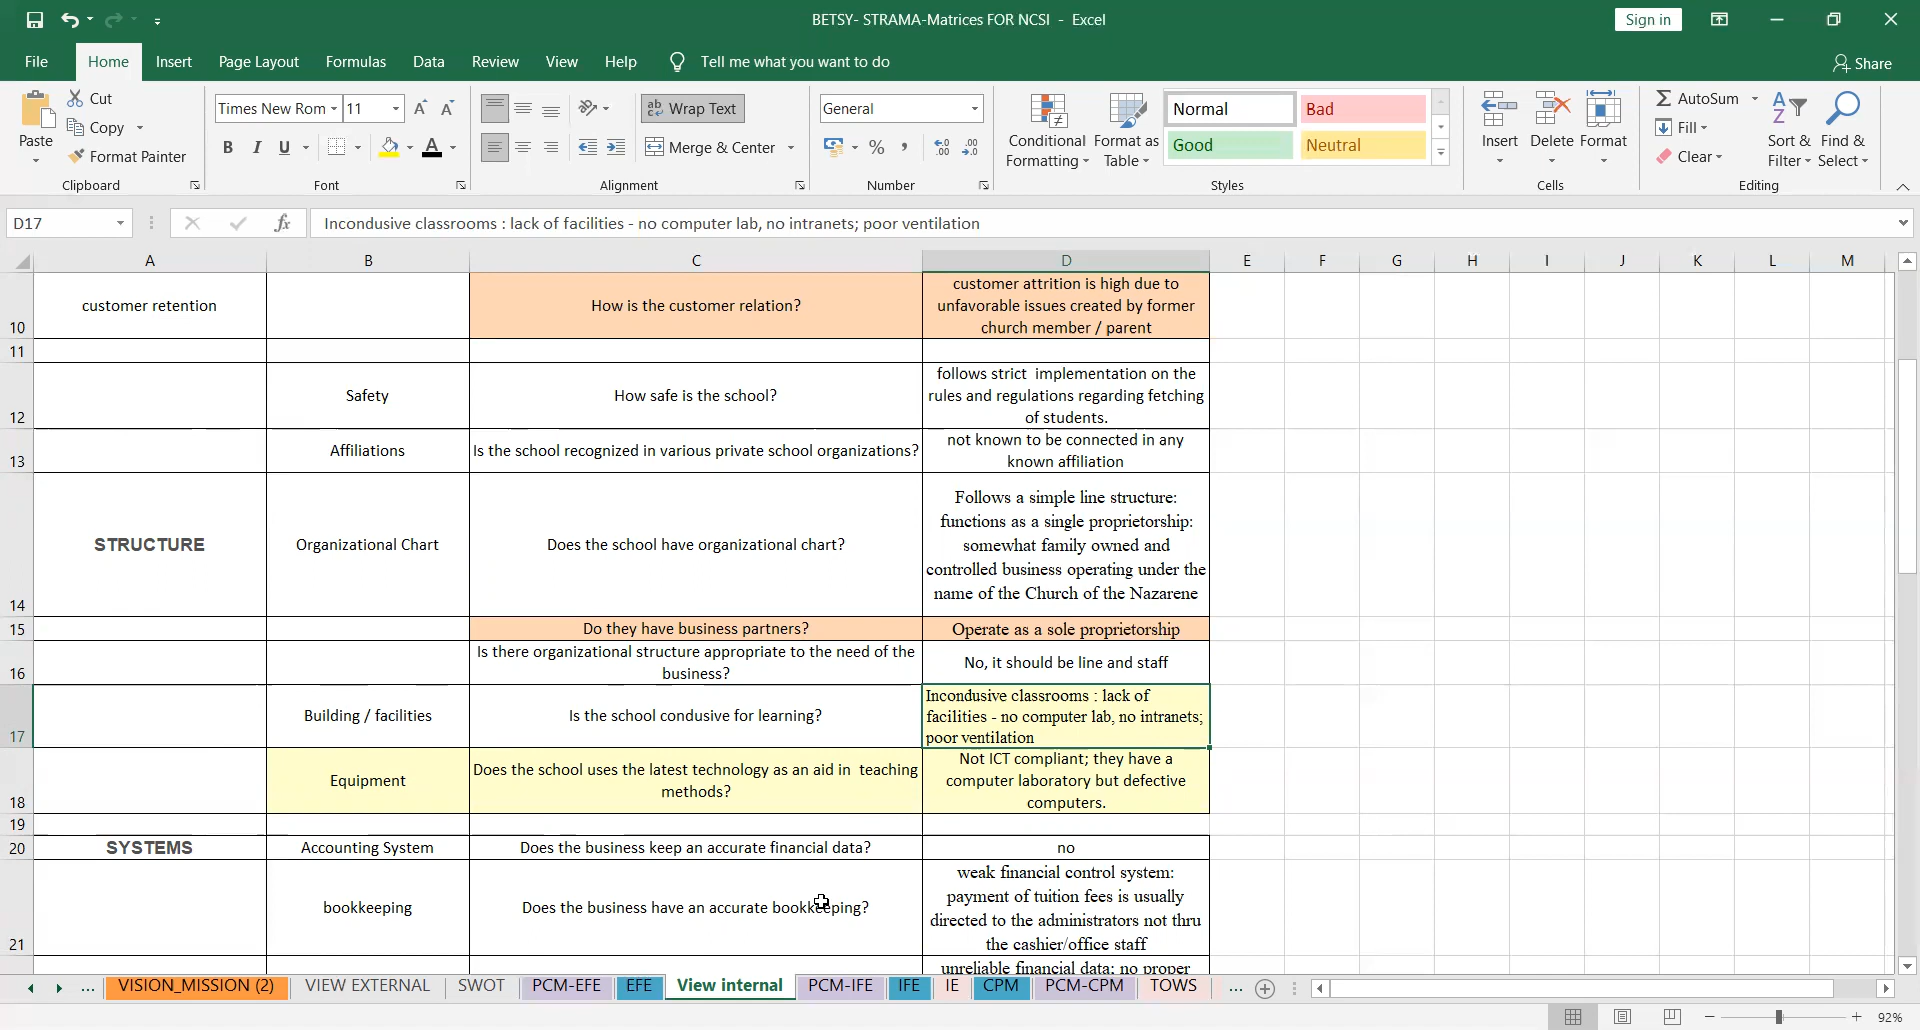 BETSY- STRAMA-Matrices FOR NCSI - Excel
Sign in
File Home Insert Page Layout Formulas Data Review View Help Tell me what you want to do Share
Cut
Copy
Format Painter
Paste
Clipboard
Times New Rom 11
B I U A
Font
Wrap Text
Merge & Center
Alignment
General
% ,
Number
Conditional Formatting
Format as Table
Normal Bad
Good Neutral
Styles
Insert Delete Format
Cells
AutoSum
Fill
Clear
Sort & Filter
Find & Select
Editing
D17 fx Incondusive classrooms : lack of facilities - no computer lab, no intranets; poor ventilation
A B C D E F G H I J K L M
10 customer retention How is the customer relation?
customer attrition is high due to
unfavorable issues created by former
church member / parent
11
12 Safety How safe is the school?
follows strict implementation on the
rules and regulations regarding fetching
of students.
13 Affiliations Is the school recognized in various private school organizations?
not known to be connected in any
known affiliation
14 STRUCTURE Organizational Chart Does the school have organizational chart?
Follows a simple line structure:
functions as a single proprietorship:
somewhat family owned and
controlled business operating under the
name of the Church of the Nazarene
15 Do they have business partners? Operate as a sole proprietorship
16 Is there organizational structure appropriate to the need of the
business?
No, it should be line and staff
17 Building / facilities Is the school condusive for learning?
Incondusive classrooms : lack of
facilities - no computer lab, no intranets;
poor ventilation
18 Equipment
Does the school uses the latest technology as an aid in teaching
methods?
Not ICT compliant; they have a
computer laboratory but defective
computers.
19
20 SYSTEMS Accounting System Does the business keep an accurate financial data? no
21 bookkeeping Does the business have an accurate bookkeeping?
weak financial control system:
payment of tuition fees is usually
directed to the administrators not thru
the cashier/office staff
unreliable financial data; no proper
... VISION_MISSION (2) VIEW EXTERNAL SWOT PCM-EFE EFE View internal PCM-IFE IFE IE CPM PCM-CPM TOWS ...
92%